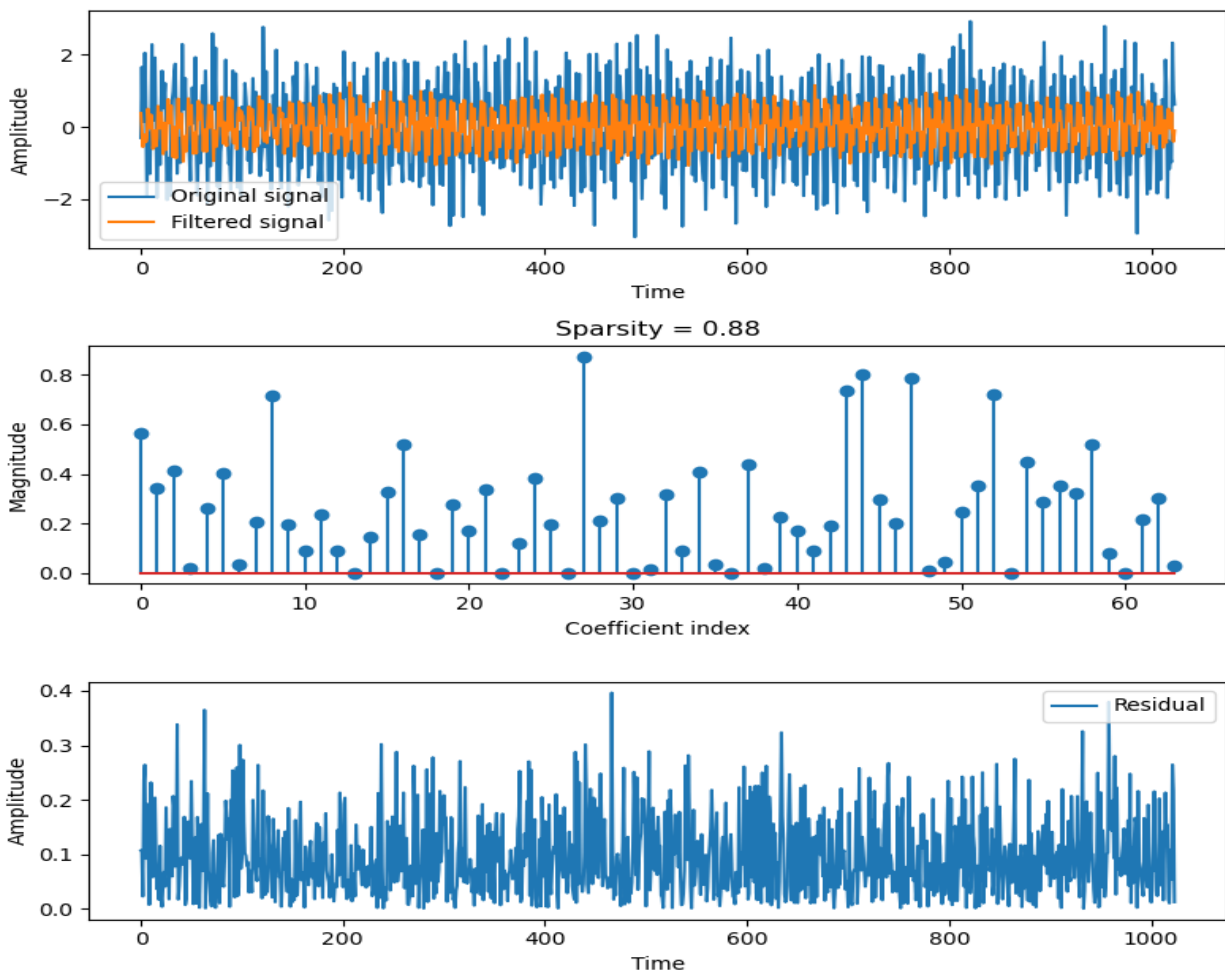 2
0
−2
Amplitude
Original signal
Filtered signal
0 200 400 600 800 1000
Time
Sparsity = 0.88
0.8
0.6
0.4
0.2
0.0
Magnitude
0 10 20 30 40 50 60
Coefficient index
0.4
0.3
0.2
0.1
0.0
Amplitude
Residual
0 200 400 600 800 1000
Time